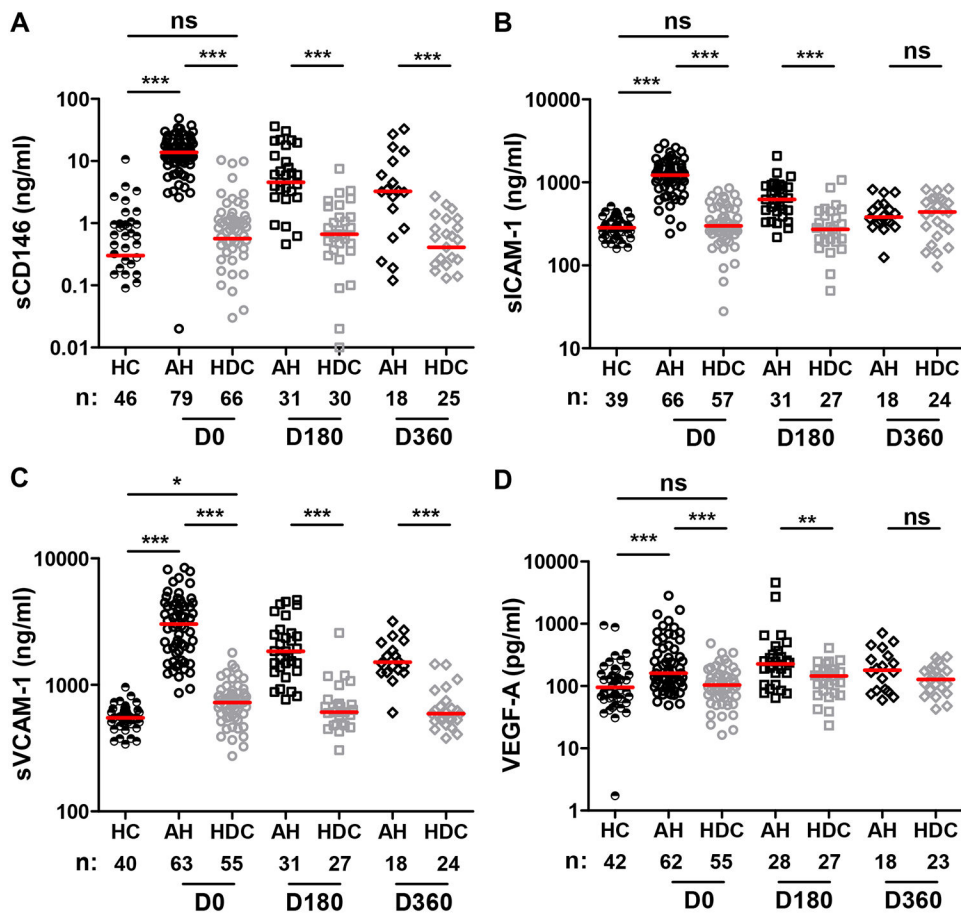 A
ns
***
***
***
***
sCD146 (ng/ml)
100
10
1
0.1
0.01
HC AH HDC AH HDC AH HDC
n: 46 79 66 31 30 18 25
D0 D180 D360
B
ns
***
***
ns
***
sICAM-1 (ng/ml)
10000
1000
100
10
HC AH HDC AH HDC AH HDC
n: 39 66 57 31 27 18 24
D0 D180 D360
C
*
***
***
***
***
sVCAM-1 (ng/ml)
10000
1000
100
HC AH HDC AH HDC AH HDC
n: 40 63 55 31 27 18 24
D0 D180 D360
D
ns
***
**
ns
***
VEGF-A (pg/ml)
10000
1000
100
10
1
HC AH HDC AH HDC AH HDC
n: 42 62 55 28 27 18 23
D0 D180 D360